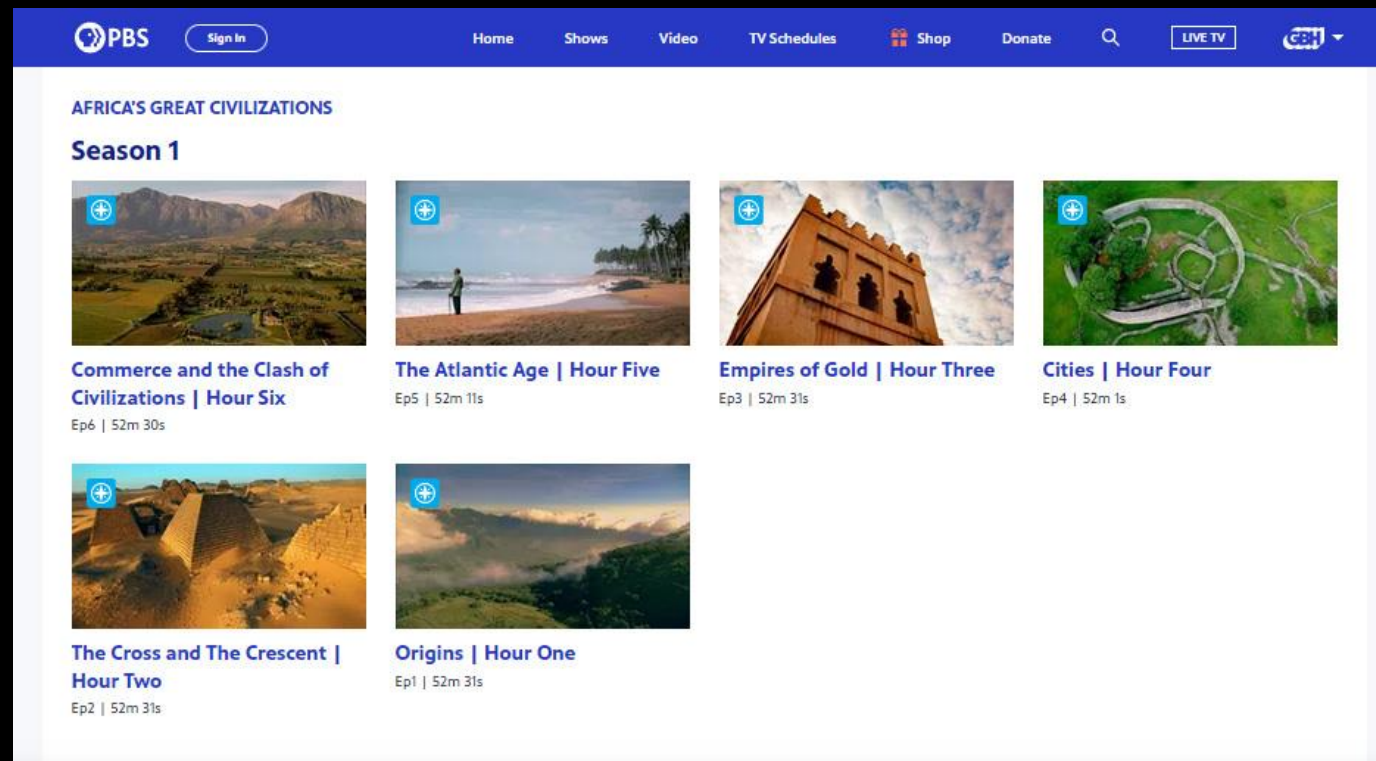 PBS
Sign In
Home
Shows
Video
TV Schedules
Shop
Donate
LIVE TV
GBH
AFRICA'S GREAT CIVILIZATIONS
Season 1
Commerce and the Clash of
Civilizations | Hour Six
Ep6 | 52m 30s
The Atlantic Age | Hour Five
Ep5 | 52m 11s
Empires of Gold | Hour Three
Ep3 | 52m 31s
Cities | Hour Four
Ep4 | 52m 1s
The Cross and The Crescent |
Hour Two
Ep2 | 52m 31s
Origins | Hour One
Ep1 | 52m 31s